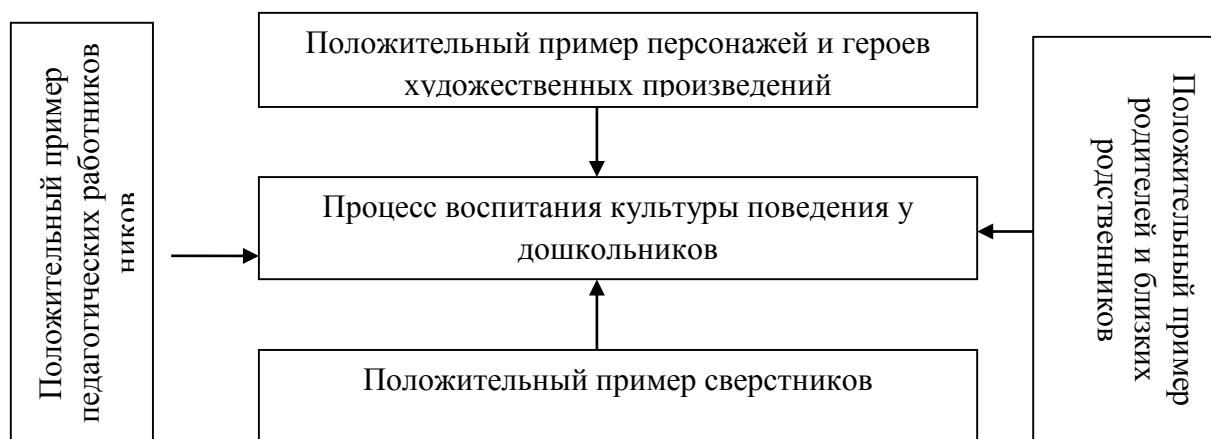 Положительный пример
педагогических работников
ников
Положительный пример персонажей и героев
художественных произведений
Процесс воспитания культуры поведения у
дошкольников
Положительный пример сверстников
Положительный пример
родителей и близких
родственников